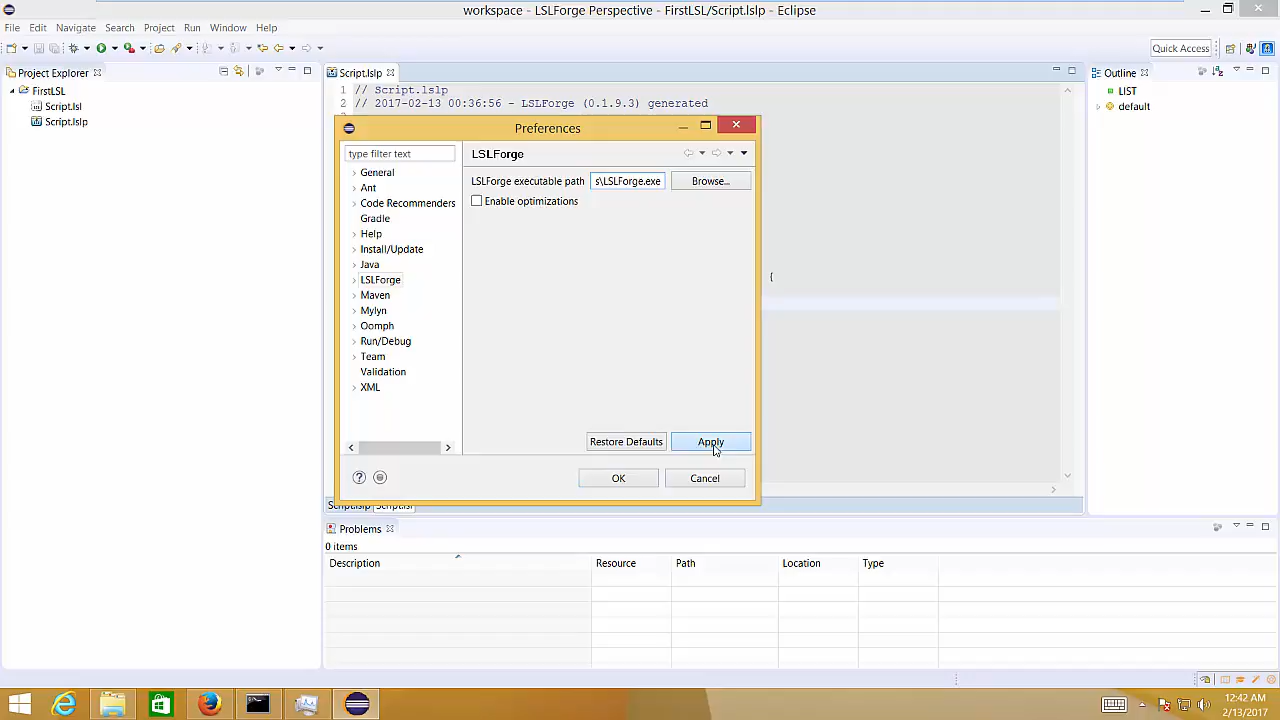 workspace - LSLForge Perspective - FirstLSL/Script.lslp - Eclipse
File Edit Navigate Search Project Run Window Help
Quick Access
Project Explorer
FirstLSL
Script.lsl
Script.lslp
Script.lslp
1 // Script.lslp
2 // 2017-02-13 00:36:56 - LSLForge (0.1.9.3) generated
{
Outline
LIST
default
Preferences
type filter text
General
Ant
Code Recommenders
Gradle
Help
Install/Update
Java
LSLForge
Maven
Mylyn
Oomph
Run/Debug
Team
Validation
XML
LSLForge
LSLForge executable path s\LSLForge.exe Browse...
Enable optimizations
Restore Defaults Apply
OK Cancel
Script.lslp Script.lsl
Problems
0 items
Description Resource Path Location Type
12:42 AM
2/13/2017